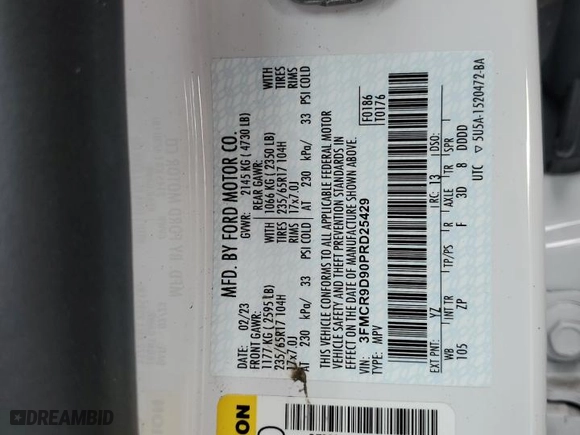 MFD. BY FORD MOTOR CO.
DATE: 02/23 GVWR: 2145 KG ( 4730 LB)
FRONT GAWR: REAR GAWR: WITH
1177 KG ( 2595 LB) 1066 KG ( 2350 LB) TIRES
235/65R17 104H 235/65R17 104H RIMS
17x7.0J 17x7.0J
AT 230 kPa/ 33 PSI COLD AT 230 kPa/ 33 PSI COLD
THIS VEHICLE CONFORMS TO ALL APPLICABLE FEDERAL MOTOR
VEHICLE SAFETY AND THEFT PREVENTION STANDARDS IN
EFFECT ON THE DATE OF MANUFACTURE SHOWN ABOVE.
VIN: 3FMCR9D90PRD25429 F0186
TYPE: MPV T0176
EXT PNT: YZ RC: 13 DSO:
WB INT TR TP/PS R AXLE TR SPR
105 ZP F 3D 8 DDDD
UTC ▽ 5U5A-1520472-BA
DREAMBID